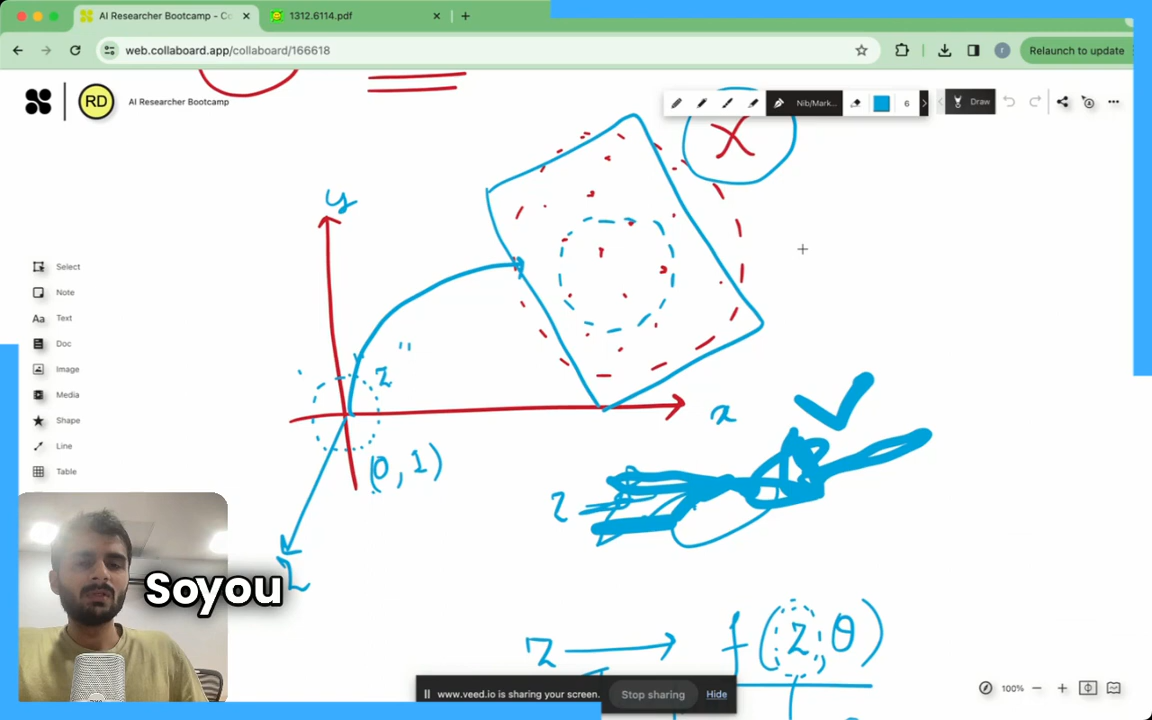 AI Researcher Bootcamp - Co
1312.6114.pdf
web.collaboard.app/collaboard/166618
Relaunch to update
RD
AI Researcher Bootcamp
Nib/Mark...
6
Draw
X
y
Select
Note
Text
Doc
Image
Media
Shape
Line
Table
z
x
(0, 1)
z
z
So you
z
f(z; θ)
www.veed.io is sharing your screen.
Stop sharing
Hide
100%